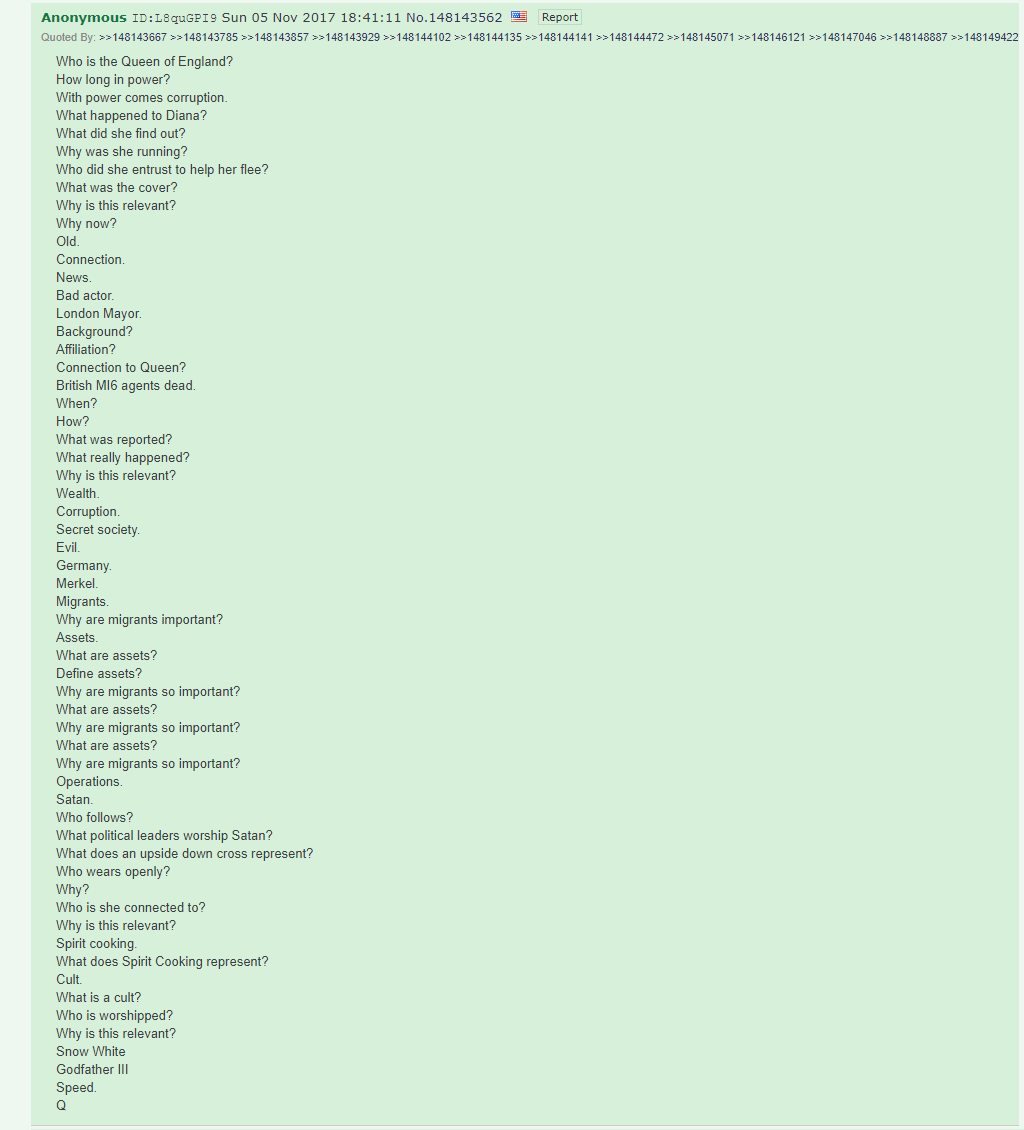 Anonymous ID:L8quGPI9 Sun 05 Nov 2017 18:41:11 No.148143562 Report
Quoted By: >>148143667 >>148143785 >>148143857 >>148143929 >>148144102 >>148144135 >>148144141 >>148144472 >>148145071 >>148146121 >>148147046 >>148148887 >>148149422
Who is the Queen of England?
How long in power?
With power comes corruption.
What happened to Diana?
What did she find out?
Why was she running?
Who did she entrust to help her flee?
What was the cover?
Why is this relevant?
Why now?
Old.
Connection.
News.
Bad actor.
London Mayor.
Background?
Affiliation?
Connection to Queen?
British MI6 agents dead.
When?
How?
What was reported?
What really happened?
Why is this relevant?
Wealth.
Corruption.
Secret society.
Evil.
Germany.
Merkel.
Migrants.
Why are migrants important?
Assets.
What are assets?
Define assets?
Why are migrants so important?
What are assets?
Why are migrants so important?
What are assets?
Why are migrants so important?
Operations.
Satan.
Who follows?
What political leaders worship Satan?
What does an upside down cross represent?
Who wears openly?
Why?
Who is she connected to?
Why is this relevant?
Spirit cooking.
What does Spirit Cooking represent?
Cult.
What is a cult?
Who is worshipped?
Why is this relevant?
Snow White
Godfather III
Speed.
Q